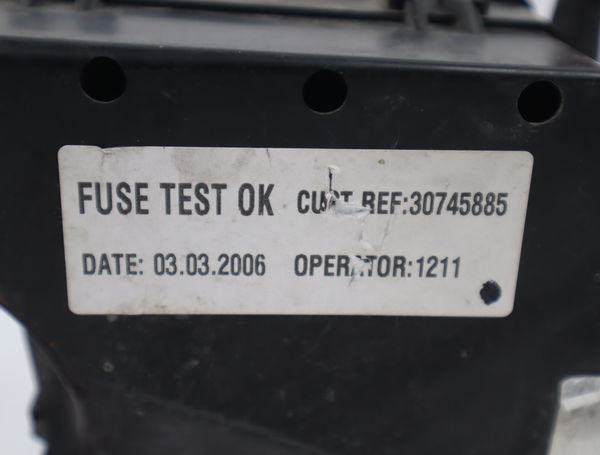 FUSE TEST OK CUST REF:30745885
DATE: 03.03.2006 OPERATOR:1211